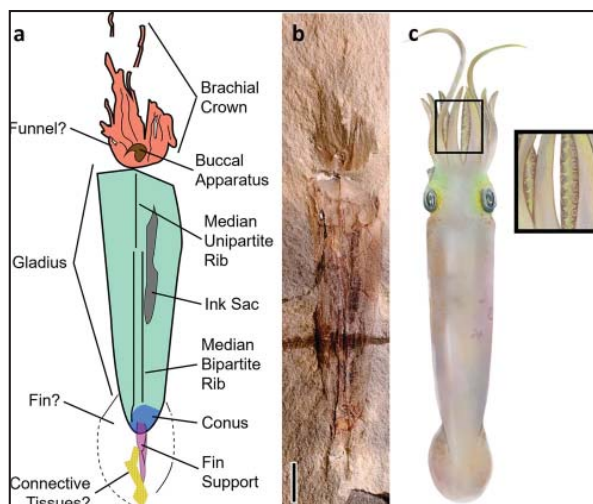 a
b
c
Brachial
Crown
Funnel?
Buccal
Apparatus
Median
Unipartite
Rib
Gladius
Ink Sac
Median
Bipartite
Rib
Fin?
Conus
Fin
Support
Connective
Tissues?